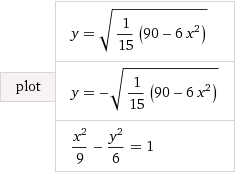 y = √(1/15 (90 − 6 x²))
plot
y = −√(1/15 (90 − 6 x²))
x²/9 − y²/6 = 1